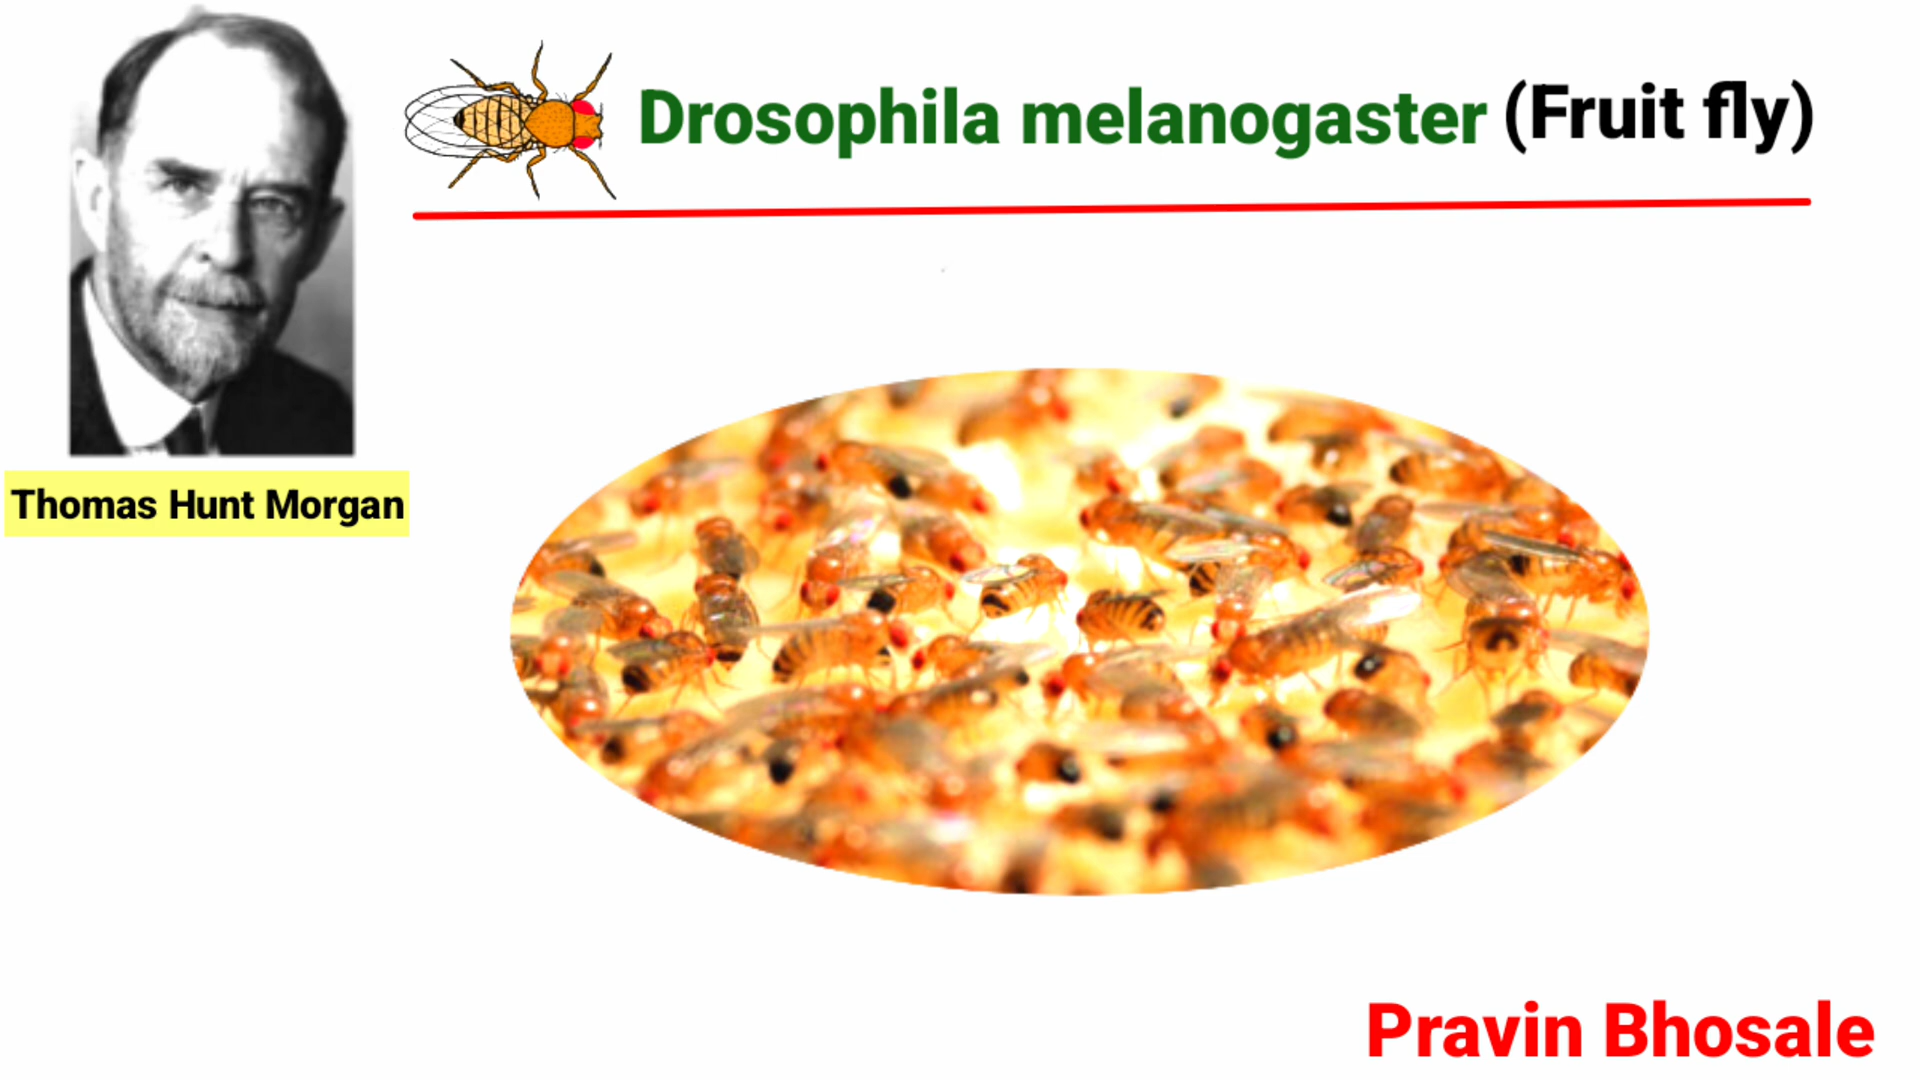 Drosophila melanogaster (Fruit fly)
Thomas Hunt Morgan
Pravin Bhosale